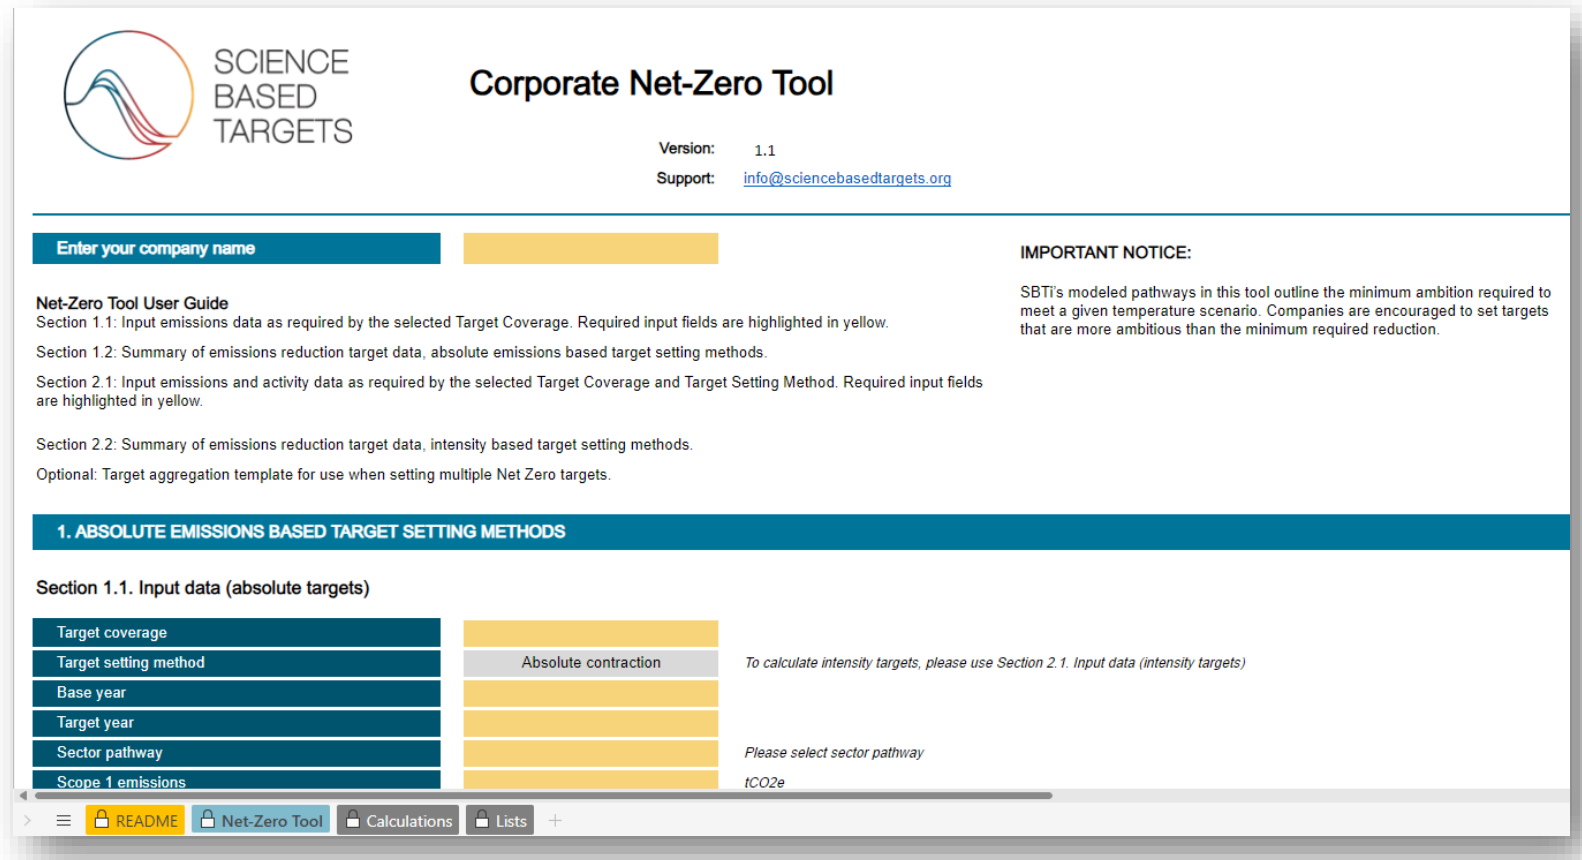 SCIENCE
BASED
TARGETS
Corporate Net-Zero Tool
Version: 1.1
Support: info@sciencebasedtargets.org
Enter your company name
IMPORTANT NOTICE:
SBTi's modeled pathways in this tool outline the minimum ambition required to
meet a given temperature scenario. Companies are encouraged to set targets
that are more ambitious than the minimum required reduction.
Net-Zero Tool User Guide
Section 1.1: Input emissions data as required by the selected Target Coverage. Required input fields are highlighted in yellow.
Section 1.2: Summary of emissions reduction target data, absolute emissions based target setting methods.
Section 2.1: Input emissions and activity data as required by the selected Target Coverage and Target Setting Method. Required input fields
are highlighted in yellow.
Section 2.2: Summary of emissions reduction target data, intensity based target setting methods.
Optional: Target aggregation template for use when setting multiple Net Zero targets.
1. ABSOLUTE EMISSIONS BASED TARGET SETTING METHODS
Section 1.1. Input data (absolute targets)
Target coverage
Target setting method Absolute contraction To calculate intensity targets, please use Section 2.1. Input data (intensity targets)
Base year
Target year
Sector pathway Please select sector pathway
Scope 1 emissions tCO2e
README Net-Zero Tool Calculations Lists